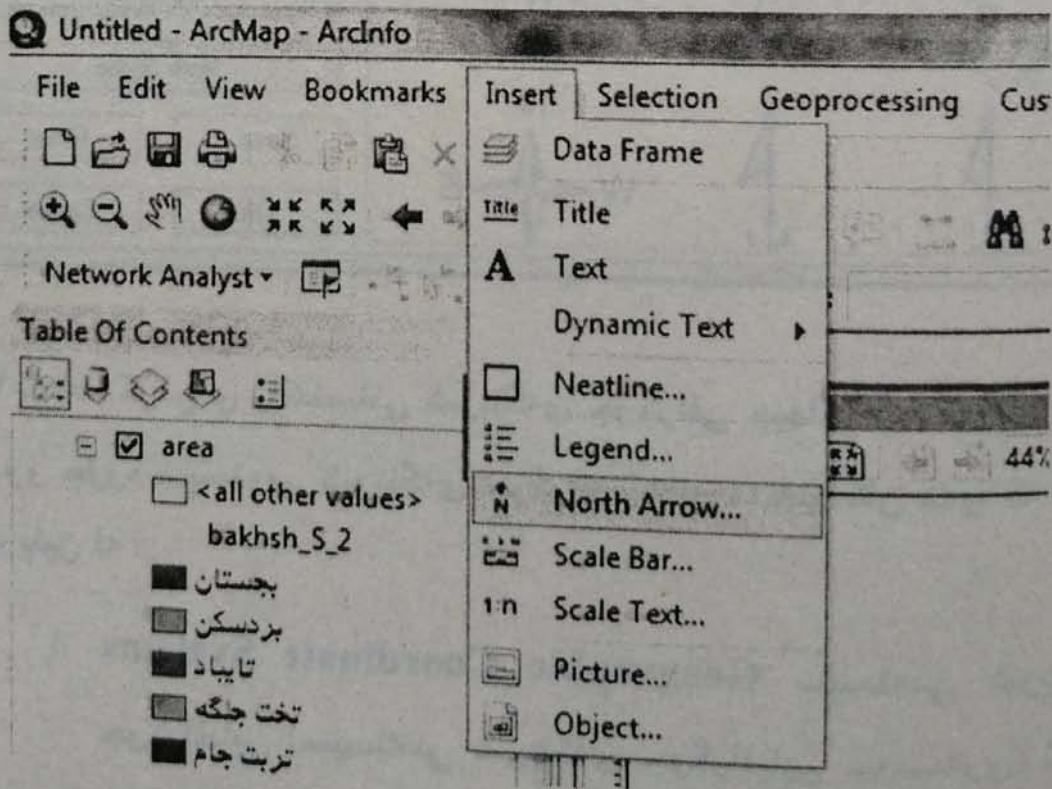 Untitled - ArcMap - ArcInfo
File Edit View Bookmarks Insert Selection Geoprocessing Cus
Data Frame
Title Title
A Text
Network Analyst
Dynamic Text
Table Of Contents
Neatline...
Legend...
44%
area
<all other values>
N North Arrow...
bakhsh_S_2
Scale Bar...
بجستان
1:n Scale Text...
بردسکن
تایباد
Picture...
تخت جلگه
Object...
تربت جام